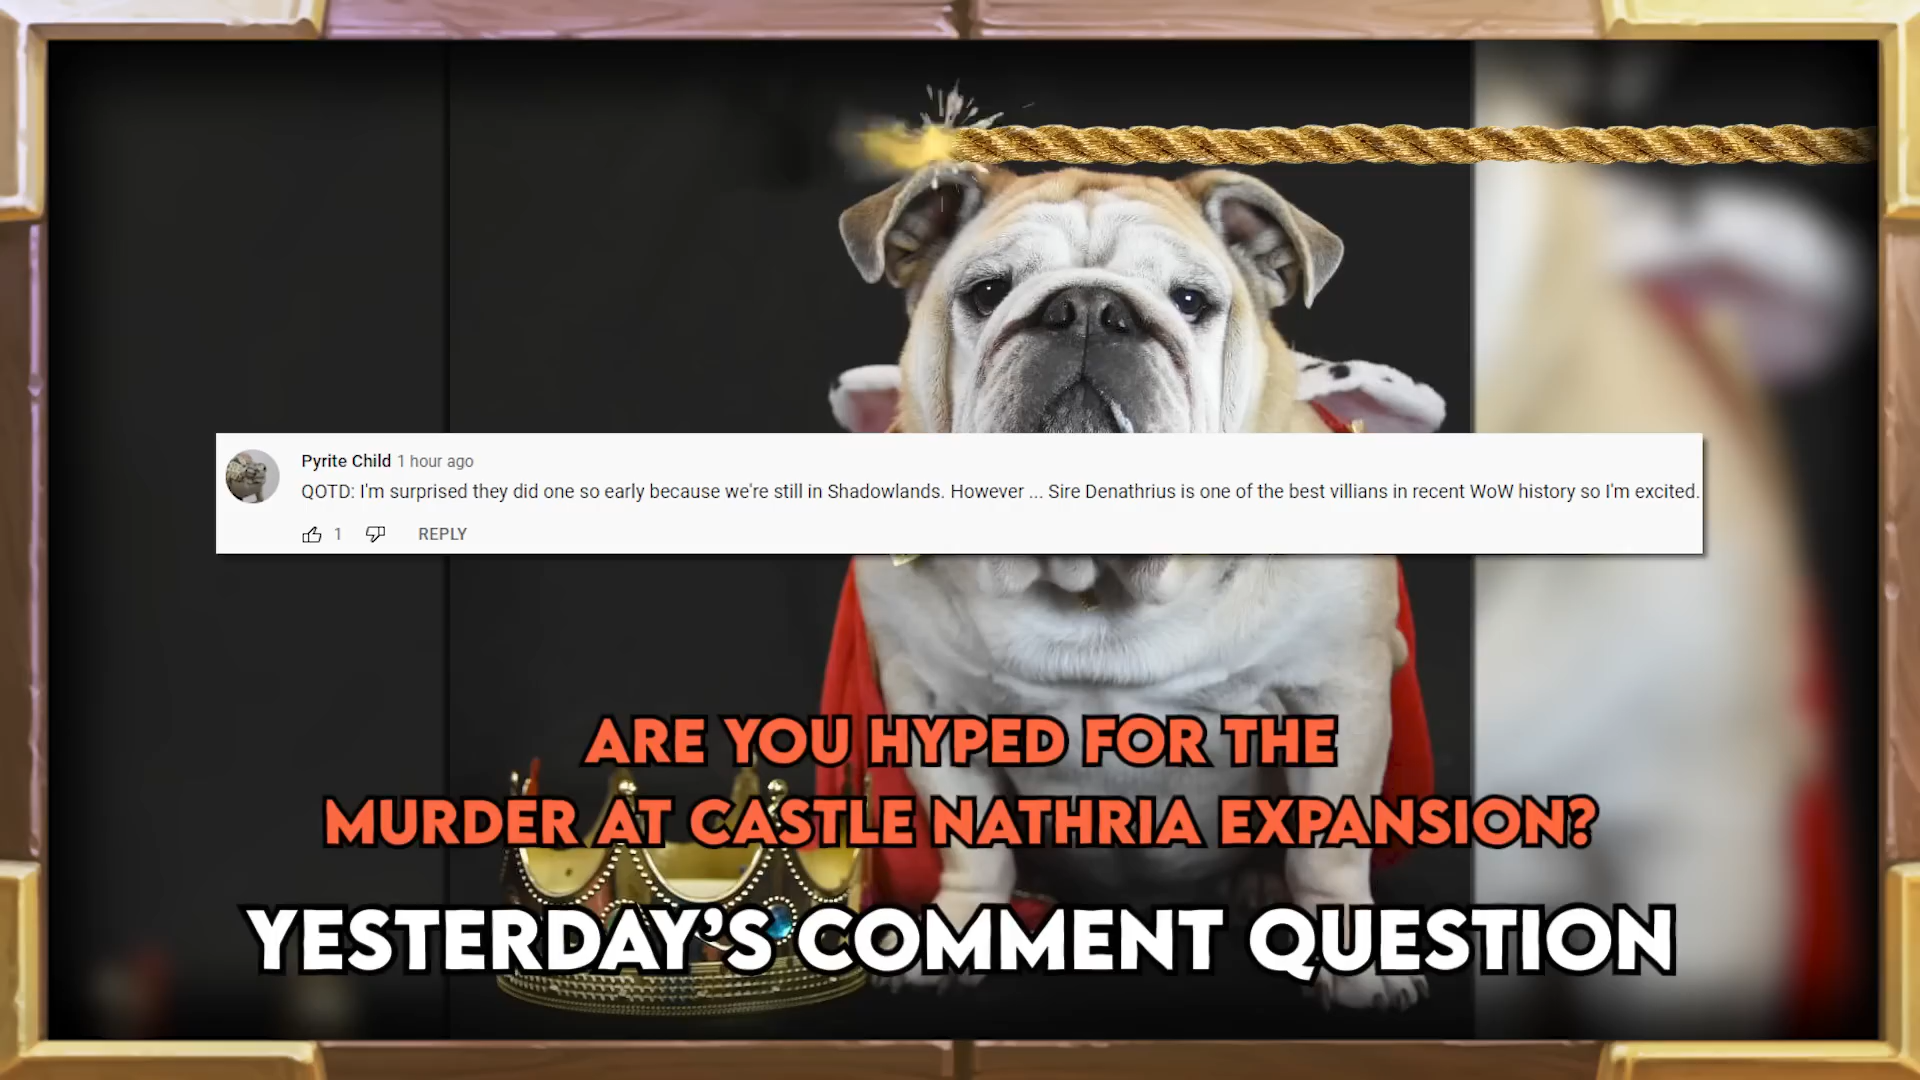 Pyrite Child 1 hour ago
QOTD: I'm surprised they did one so early because we're still in Shadowlands. However ... Sire Denathrius is one of the best villians in recent WoW history so I'm excited.
1 REPLY
ARE YOU HYPED FOR THE
MURDER AT CASTLE NATHRIA EXPANSION?
YESTERDAY'S COMMENT QUESTION